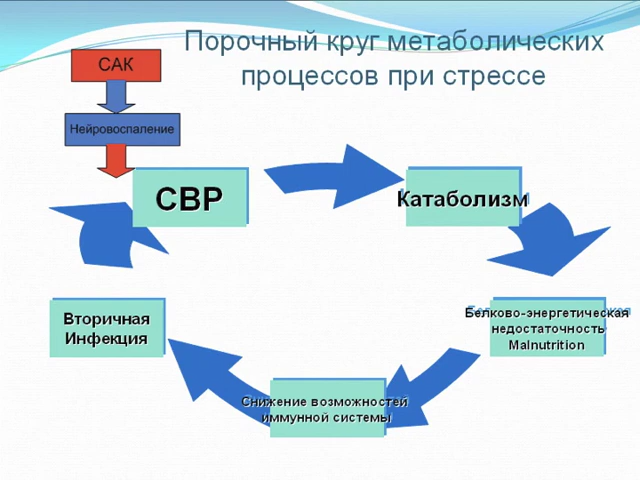 Порочный круг метаболических
процессов при стрессе
САК
Нейровоспаление
СВР
Катаболизм
Белково-энергетическая
недостаточность
Malnutrition
Снижение возможностей
иммунной системы
Вторичная
Инфекция